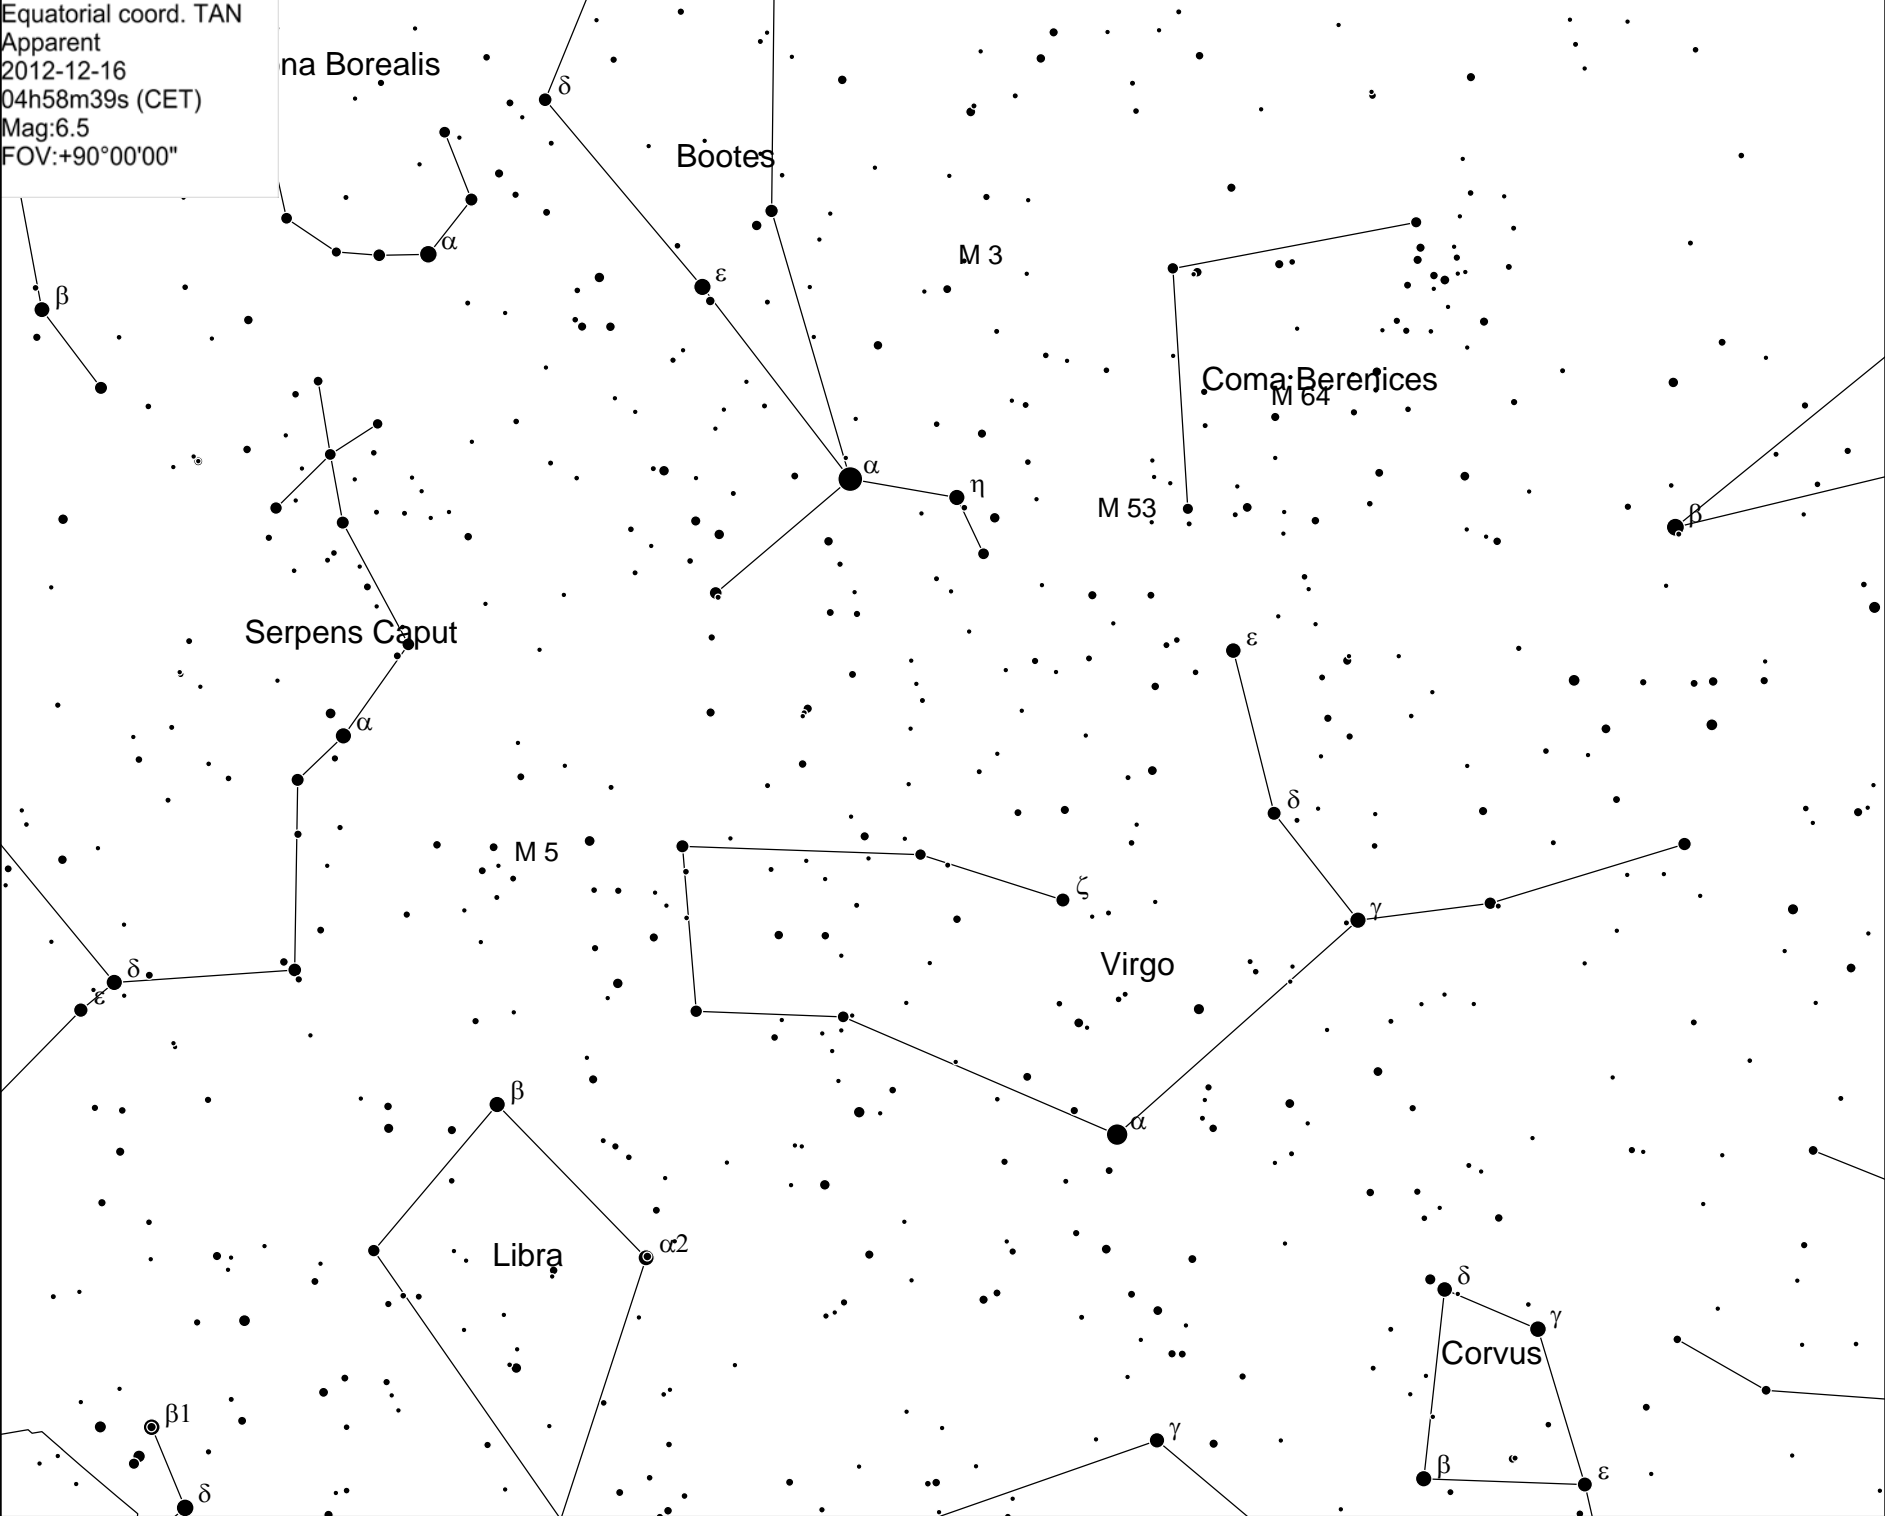 Equatorial coord. TAN
Apparent
2012-12-16
04h58m39s (CET)
Mag:6.5
FOV:+90°00'00"
na Borealis
δ
Bootes
α
M 3
ε
β
Coma Berenices
M 64
α
η
M 53
β
Serpens Caput
ε
α
δ
M 5
ζ
γ
Virgo
δ
ε
β
α
α2
Libra
δ
γ
Corvus
β1
γ
β
ε
δ